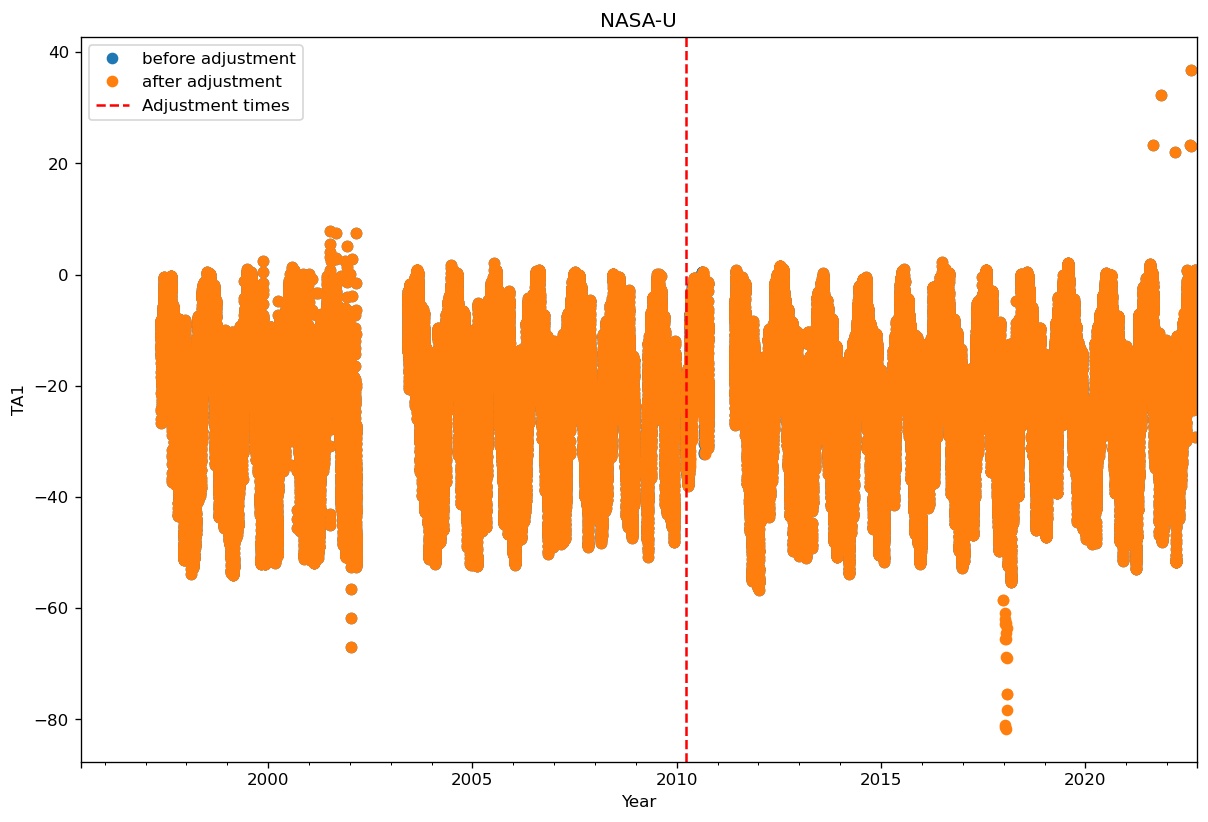 NASA-U
before adjustment
after adjustment
Adjustment times
TA1
40
20
0
−20
−40
−60
−80
2000 2005 2010 2015 2020
Year